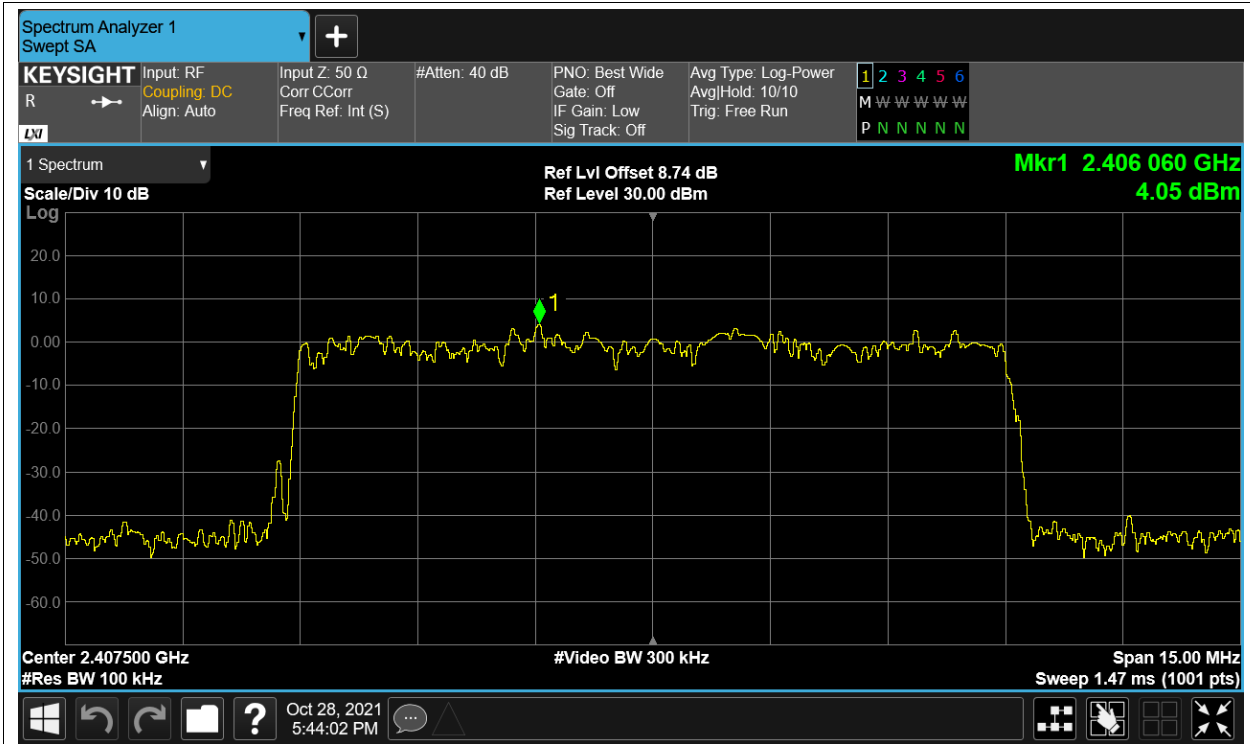 Spectrum Analyzer 1
Swept SA
KEYSIGHT
R
LXI
Input: RF
Coupling: DC
Align: Auto
Input Z: 50 Ω
Corr CCorr
Freq Ref: Int (S)
#Atten: 40 dB
PNO: Best Wide
Gate: Off
IF Gain: Low
Sig Track: Off
Avg Type: Log-Power
Avg|Hold: 10/10
Trig: Free Run
1 2 3 4 5 6
M W W W W W
P N N N N N
1 Spectrum
Scale/Div 10 dB
Log
Ref Lvl Offset 8.74 dB
Ref Level 30.00 dBm
Mkr1 2.406 060 GHz
4.05 dBm
20.0
10.0
1
0.00
-10.0
-20.0
-30.0
-40.0
-50.0
-60.0
Center 2.407500 GHz
#Res BW 100 kHz
#Video BW 300 kHz
Span 15.00 MHz
Sweep 1.47 ms (1001 pts)
?
Oct 28, 2021
5:44:02 PM